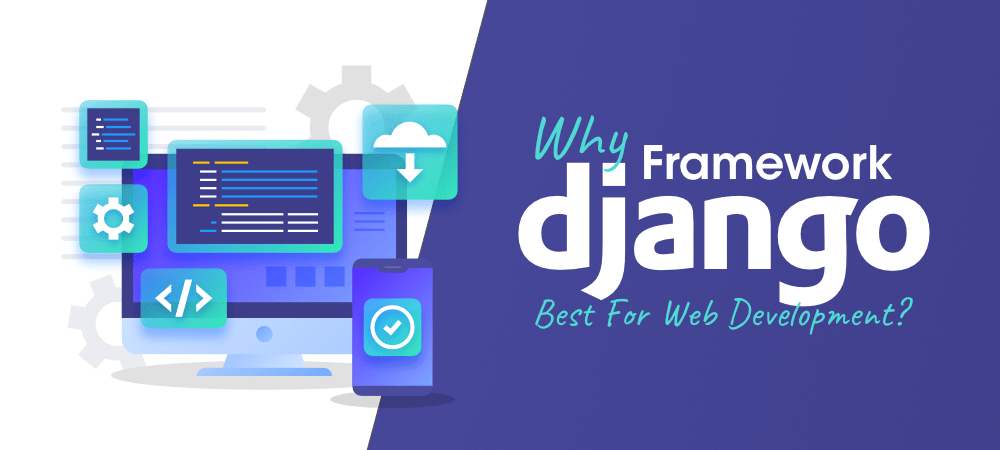 Why
Framework
django
Best For Web Development?
</>